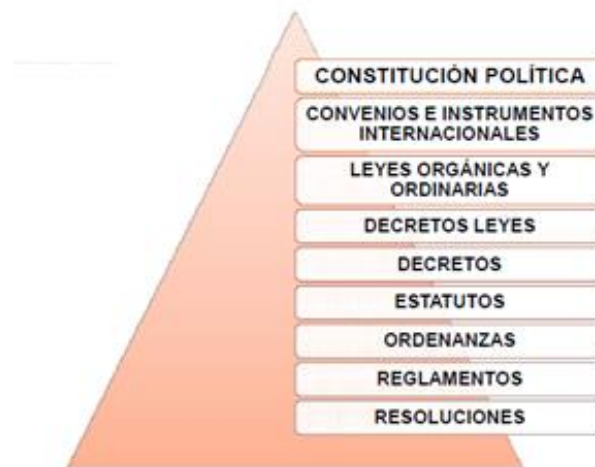 CONSTITUCIÓN POLÍTICA
CONVENIOS E INSTRUMENTOS
INTERNACIONALES
LEYES ORGÁNICAS Y
ORDINARIAS
DECRETOS LEYES
DECRETOS
ESTATUTOS
ORDENANZAS
REGLAMENTOS
RESOLUCIONES